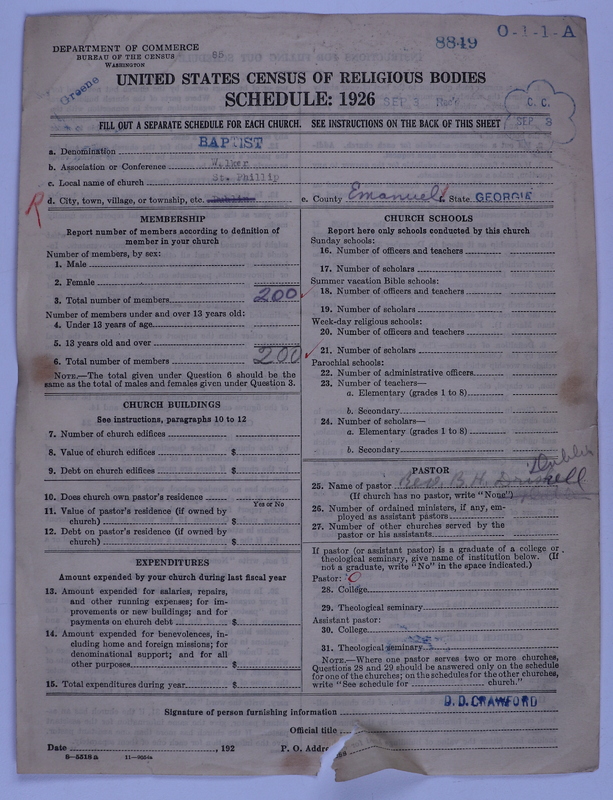 8849
O-1-1-A
DEPARTMENT OF COMMERCE
BUREAU OF THE CENSUS
WASHINGTON
Greene
UNITED STATES CENSUS OF RELIGIOUS BODIES
SCHEDULE: 1926
SEP 3
C. C.
SEP 3
FILL OUT A SEPARATE SCHEDULE FOR EACH CHURCH. SEE INSTRUCTIONS ON THE BACK OF THIS SHEET
a. Denomination BAPTIST
b. Association or Conference Walker
c. Local name of church St. Phillip
R d. City, town, village, or township, etc. Dublin e. County Emanuel f. State GEORGIE
MEMBERSHIP
Report number of members according to definition of
member in your church
Number of members, by sex:
1. Male
2. Female
3. Total number of members 200
Number of members under and over 13 years old:
4. Under 13 years of age
5. 13 years old and over
6. Total number of members 200
NOTE.—The total given under Question 6 should be the
same as the total of males and females given under Question 3.
CHURCH BUILDINGS
See instructions, paragraphs 10 to 12
7. Number of church edifices
8. Value of church edifices $
9. Debt on church edifices $
10. Does church own pastor's residence
Yes or No
11. Value of pastor's residence (if owned by
church) $
12. Debt on pastor's residence (if owned by
church) $
EXPENDITURES
Amount expended by your church during last fiscal year
13. Amount expended for salaries, repairs,
and other running expenses; for im-
provements or new buildings; and for
payments on church debt $
14. Amount expended for benevolences, in-
cluding home and foreign missions; for
denominational support; and for all
other purposes $
15. Total expenditures during year $
CHURCH SCHOOLS
Report here only schools conducted by this church
Sunday schools:
16. Number of officers and teachers
17. Number of scholars
Summer vacation Bible schools:
18. Number of officers and teachers
19. Number of scholars
Week-day religious schools:
20. Number of officers and teachers
21. Number of scholars
Parochial schools:
22. Number of administrative officers
23. Number of teachers—
a. Elementary (grades 1 to 8)
b. Secondary
24. Number of scholars—
a. Elementary (grades 1 to 8)
b. Secondary
PASTOR
Dublin
25. Name of pastor Rev. B. H. Driskell
(If church has no pastor, write "None")
26. Number of ordained ministers, if any, em-
ployed as assistant pastors
27. Number of other churches served by the
pastor or his assistants
If pastor (or assistant pastor) is a graduate of a college or
theological seminary, give name of institution below. (If
not a graduate, write "No" in the space indicated.)
Pastor: O
28. College
29. Theological seminary
Assistant pastor:
30. College
31. Theological seminary
NOTE.—Where one pastor serves two or more churches,
Questions 28 and 29 should be answered only on the schedule
for one of the churches; on the schedules for the other churches,
write "See schedule for church."
D. D. CRAWFORD
Signature of person furnishing information
Official title
Date , 192 P. O. Address
8-5518a 11-9554a